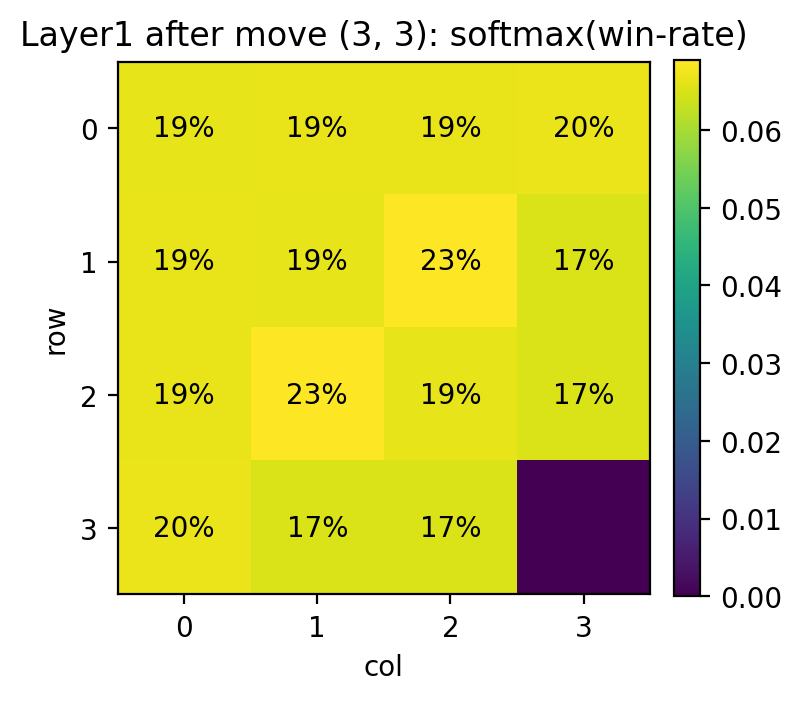 Layer1 after move (3, 3): softmax(win-rate)
0 19% 19% 19% 20% 0.06
0.05
1 19% 19% 23% 17% 0.04
row
0.03
2 19% 23% 19% 17% 0.02
3 20% 17% 17% 0.01
0.00
0 1 2 3
col